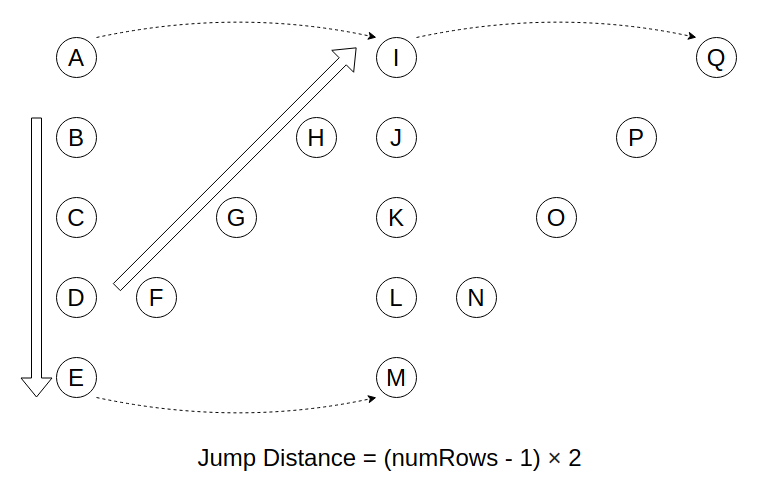 A I Q
B H J P
C G K O
D F L N
E M
Jump Distance = (numRows - 1) × 2